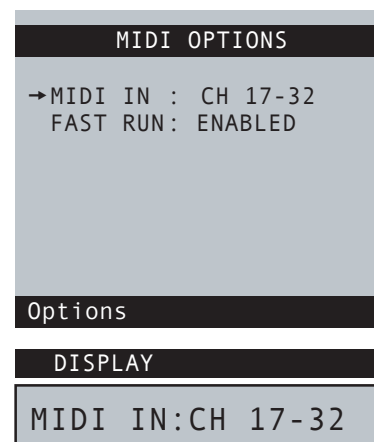 MIDI OPTIONS
→MIDI IN : CH 17-32
FAST RUN: ENABLED
Options
DISPLAY
MIDI IN:CH 17-32